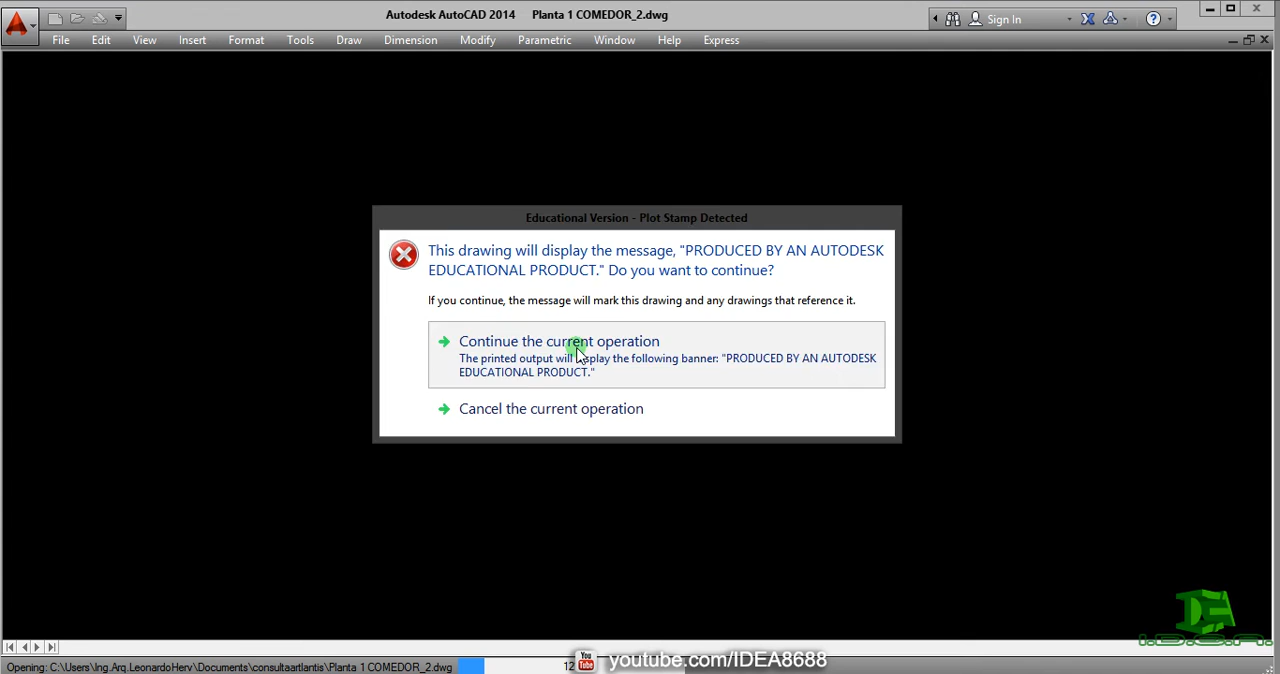 Autodesk AutoCAD 2014 Planta 1 COMEDOR_2.dwg
Sign In
File Edit View Insert Format Tools Draw Dimension Modify Parametric Window Help Express
Educational Version - Plot Stamp Detected
This drawing will display the message, "PRODUCED BY AN AUTODESK
EDUCATIONAL PRODUCT." Do you want to continue?
If you continue, the message will mark this drawing and any drawings that reference it.
Continue the current operation
The printed output will display the following banner: "PRODUCED BY AN AUTODESK
EDUCATIONAL PRODUCT."
Cancel the current operation
I.D.E.A.
Opening: C:\Users\Ing.Arq.LeonardoHerv\Documents\consultaartlantis\Planta 1 COMEDOR_2.dwg 12
You Tube youtube.com/IDEA8688